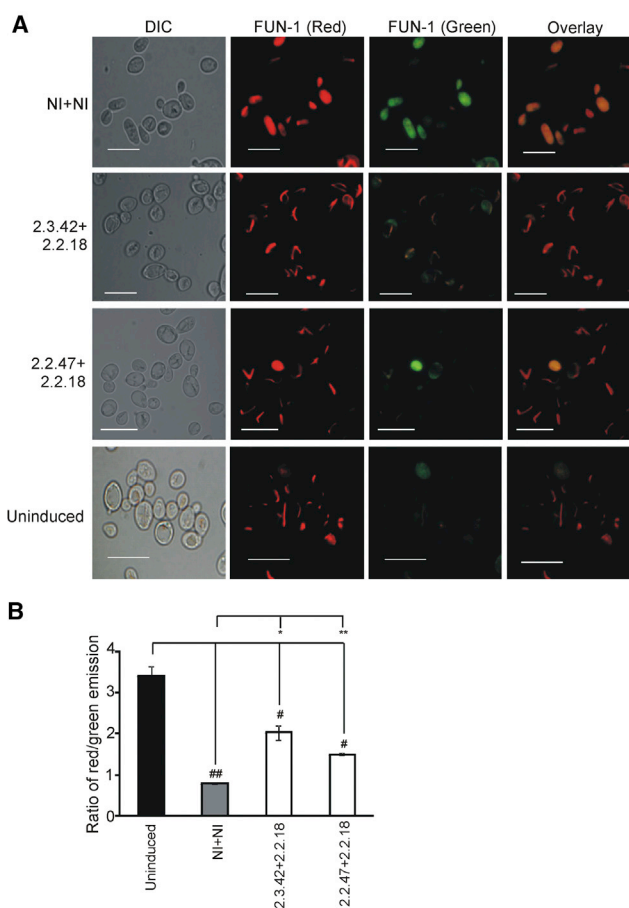 A
DIC
FUN-1 (Red)
FUN-1 (Green)
Overlay
NI+NI
2.3.42+
2.2.18
2.2.47+
2.2.18
Uninduced
B
Ratio of red/green emission
4
3
2
1
0
*
**
##
#
#
Uninduced
NI+NI
2.3.42+2.2.18
2.2.47+2.2.18